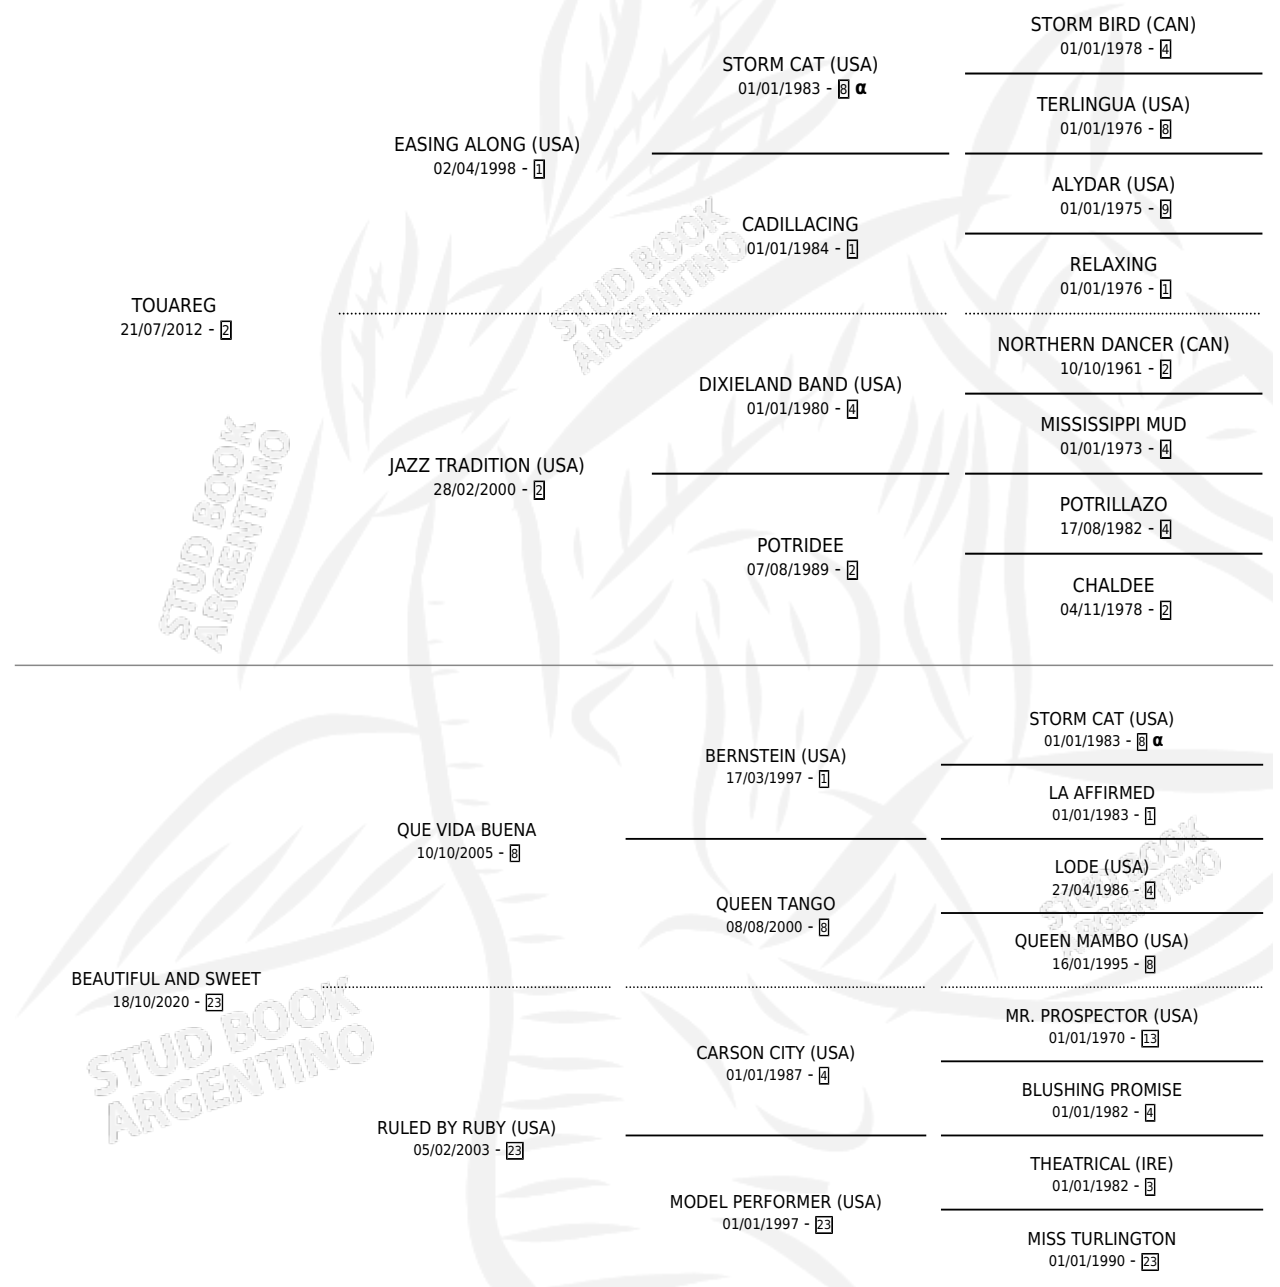 STORM BIRD (CAN)
01/01/1978 - 4
STORM CAT (USA)
01/01/1983 - 8 α
TERLINGUA (USA)
01/01/1976 - 8
EASING ALONG (USA)
02/04/1998 - 1
ALYDAR (USA)
01/01/1975 - 9
CADILLACING
01/01/1984 - 1
RELAXING
01/01/1976 - 1
TOUAREG
21/07/2012 - 2
NORTHERN DANCER (CAN)
10/10/1961 - 2
DIXIELAND BAND (USA)
01/01/1980 - 4
MISSISSIPPI MUD
01/01/1973 - 4
JAZZ TRADITION (USA)
28/02/2000 - 2
POTRILLAZO
17/08/1982 - 4
POTRIDEE
07/08/1989 - 2
CHALDEE
04/11/1978 - 2
STUD BOOK
ARGENTINO
STUD BOOK
ARGENTINO
STORM CAT (USA)
01/01/1983 - 8 α
BERNSTEIN (USA)
17/03/1997 - 1
LA AFFIRMED
01/01/1983 - 1
QUE VIDA BUENA
10/10/2005 - 8
LODE (USA)
27/04/1986 - 4
QUEEN TANGO
08/08/2000 - 8
QUEEN MAMBO (USA)
16/01/1995 - 8
STUD BOOK
ARGENTINO
BEAUTIFUL AND SWEET
18/10/2020 - 23
MR. PROSPECTOR (USA)
01/01/1970 - 13
CARSON CITY (USA)
01/01/1987 - 4
BLUSHING PROMISE
01/01/1982 - 4
STUD BOOK
ARGENTINO
RULED BY RUBY (USA)
05/02/2003 - 23
THEATRICAL (IRE)
01/01/1982 - 3
MODEL PERFORMER (USA)
01/01/1997 - 23
MISS TURLINGTON
01/01/1990 - 23